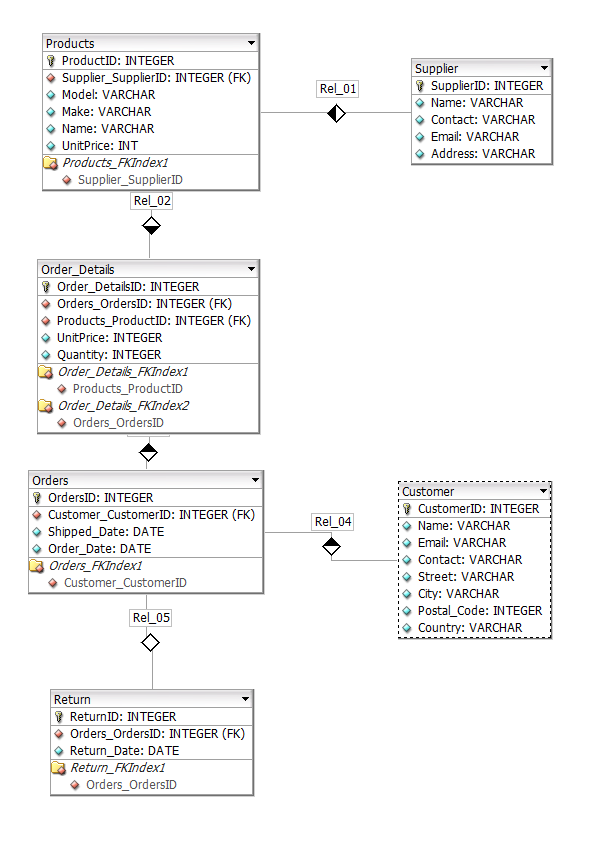 Products
ProductID: INTEGER
Supplier_SupplierID: INTEGER (FK)
Model: VARCHAR
Make: VARCHAR
Name: VARCHAR
UnitPrice: INT
Products_FKIndex1
Supplier_SupplierID
Rel_01
Supplier
SupplierID: INTEGER
Name: VARCHAR
Contact: VARCHAR
Email: VARCHAR
Address: VARCHAR
Rel_02
Order_Details
Order_DetailsID: INTEGER
Orders_OrdersID: INTEGER (FK)
Products_ProductID: INTEGER (FK)
UnitPrice: INTEGER
Quantity: INTEGER
Order_Details_FKIndex1
Products_ProductID
Order_Details_FKIndex2
Orders_OrdersID
Orders
OrdersID: INTEGER
Customer_CustomerID: INTEGER (FK)
Shipped_Date: DATE
Order_Date: DATE
Orders_FKIndex1
Customer_CustomerID
Rel_04
Customer
CustomerID: INTEGER
Name: VARCHAR
Email: VARCHAR
Contact: VARCHAR
Street: VARCHAR
City: VARCHAR
Postal_Code: INTEGER
Country: VARCHAR
Rel_05
Return
ReturnID: INTEGER
Orders_OrdersID: INTEGER (FK)
Return_Date: DATE
Return_FKIndex1
Orders_OrdersID